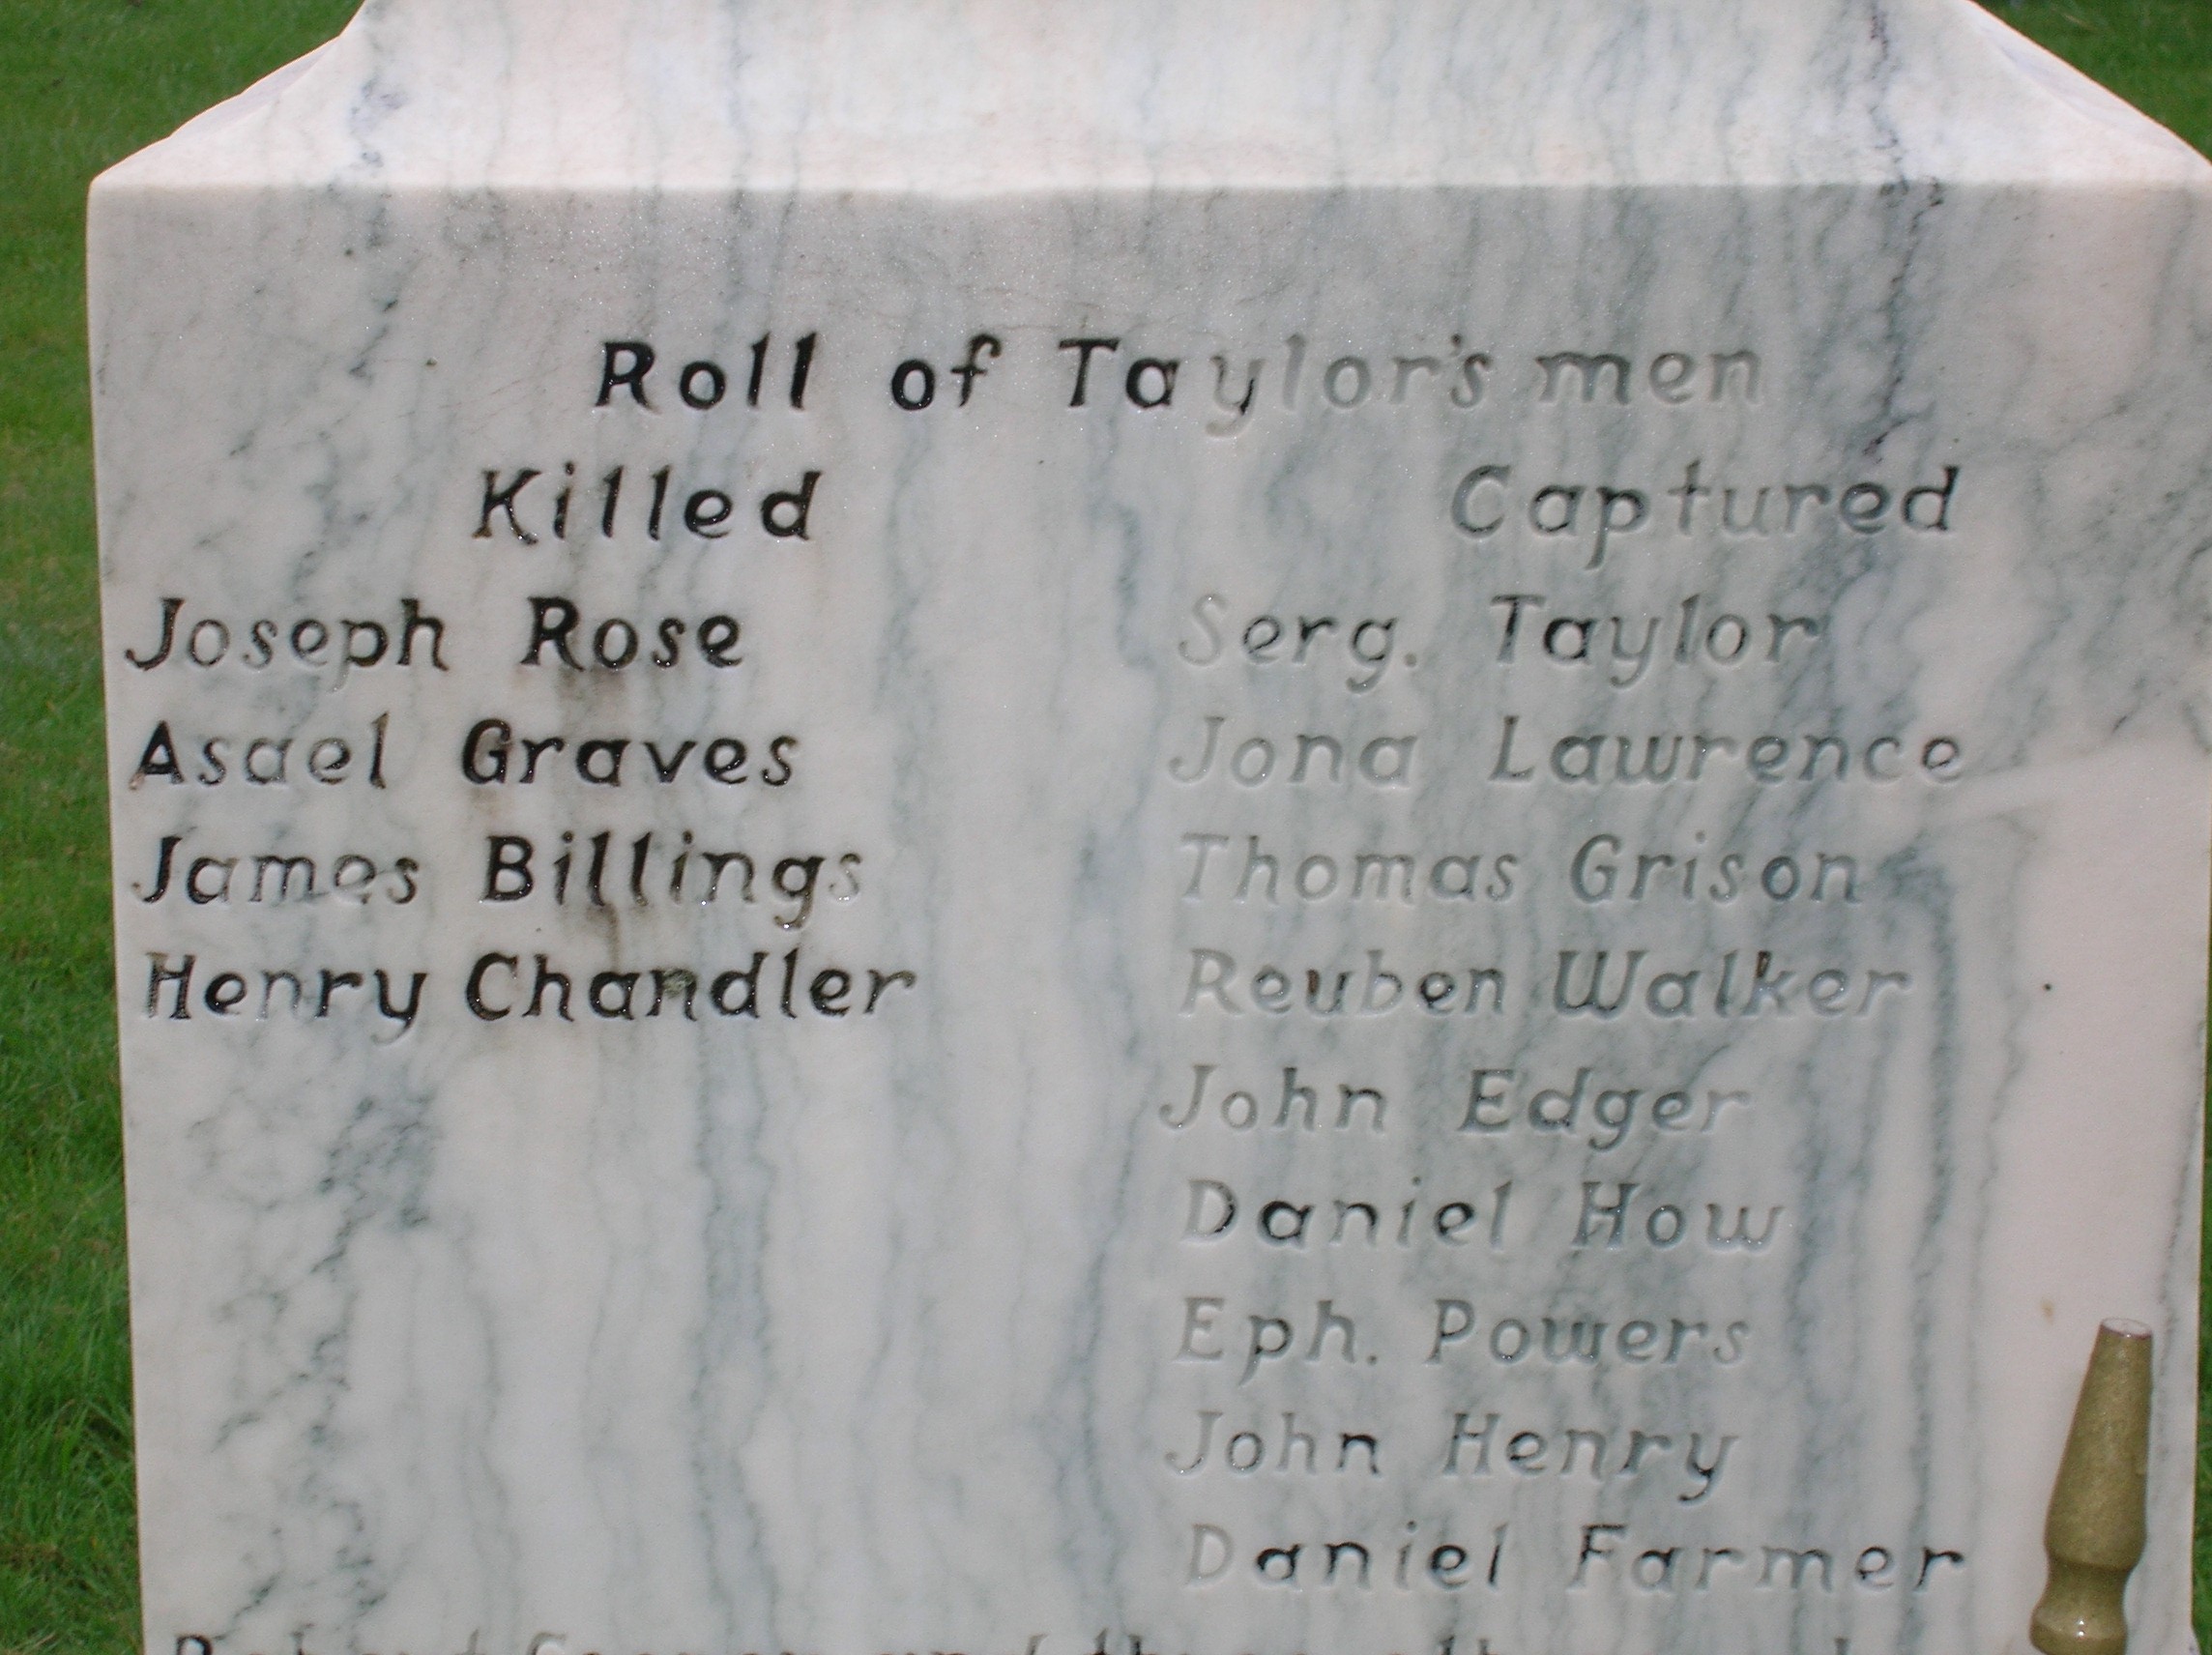 Roll of Taylor's men
Killed
Captured
Joseph Rose
Asael Graves
James Billings
Henry Chandler
Serg. Taylor
Jona Lawrence
Thomas Grison
Reuben Walker
John Edger
Daniel How
Eph. Powers
John Henry
Daniel Farmer